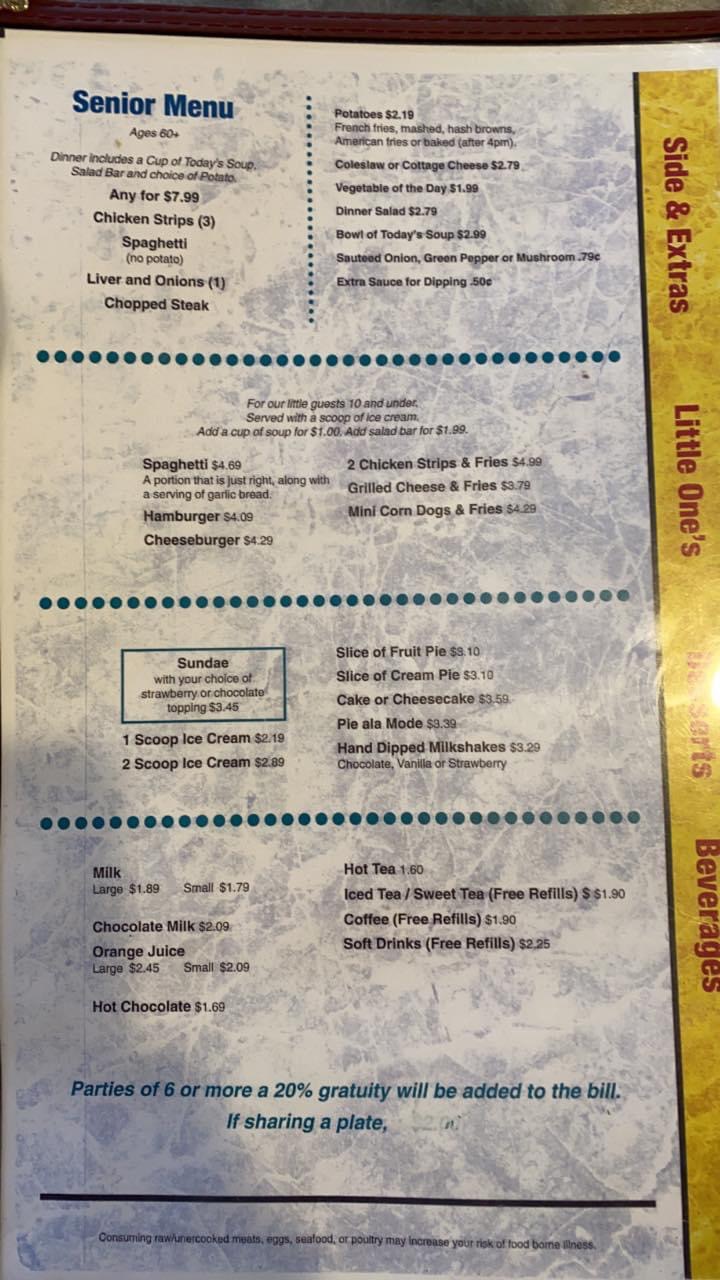 Senior Menu
Ages 60+
Dinner includes a Cup of Today's Soup,
Salad Bar and choice of Potato.
Any for $7.99
Chicken Strips (3)
Spaghetti
(no potato)
Liver and Onions (1)
Chopped Steak
Potatoes $2.19
French fries, mashed, hash browns,
American fries or baked (after 4pm).
Coleslaw or Cottage Cheese $2.79
Vegetable of the Day $1.99
Dinner Salad $2.79
Bowl of Today's Soup $2.99
Sauteed Onion, Green Pepper or Mushroom .79¢
Extra Sauce for Dipping .50¢
Side & Extras
For our little guests 10 and under.
Served with a scoop of ice cream.
Add a cup of soup for $1.00. Add salad bar for $1.99.
Spaghetti $4.69
A portion that is just right, along with
a serving of garlic bread.
Hamburger $4.09
Cheeseburger $4.29
2 Chicken Strips & Fries $4.99
Grilled Cheese & Fries $3.79
Mini Corn Dogs & Fries $4.29
Little One's
Sundae
with your choice of
strawberry or chocolate
topping $3.45
1 Scoop Ice Cream $2.19
2 Scoop Ice Cream $2.89
Slice of Fruit Pie $3.10
Slice of Cream Pie $3.10
Cake or Cheesecake $3.59
Pie ala Mode $3.39
Hand Dipped Milkshakes $3.29
Chocolate, Vanilla or Strawberry
Desserts
Milk
Large $1.89 Small $1.79
Chocolate Milk $2.09
Orange Juice
Large $2.45 Small $2.09
Hot Chocolate $1.69
Hot Tea 1.60
Iced Tea / Sweet Tea (Free Refills) $ $1.90
Coffee (Free Refills) $1.90
Soft Drinks (Free Refills) $2.25
Beverages
Parties of 6 or more a 20% gratuity will be added to the bill.
If sharing a plate,
Consuming raw/unercooked meats, eggs, seafood, or poultry may increase your risk of food borne illness.